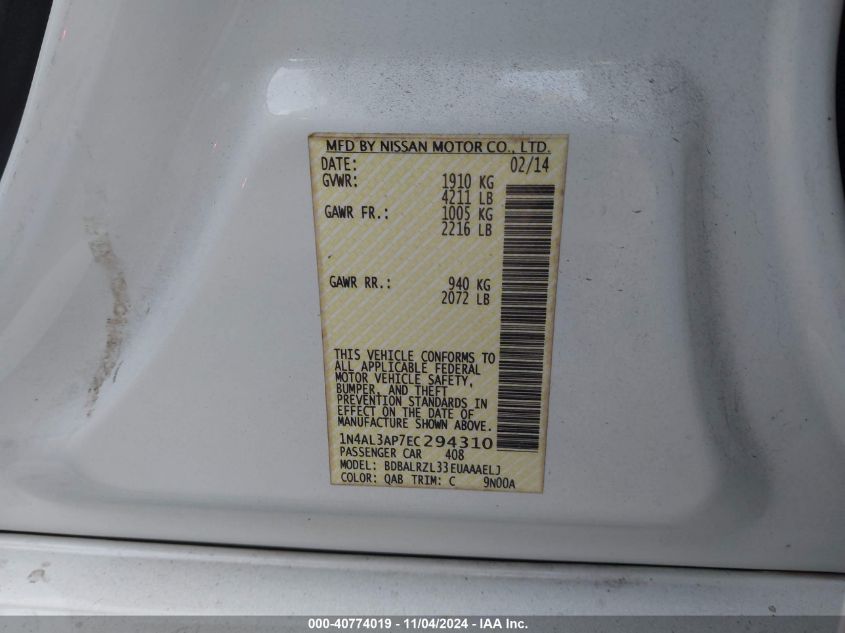 MFD BY NISSAN MOTOR CO., LTD.
DATE: 02/14
GVWR: 1910 KG
4211 LB
GAWR FR.: 1005 KG
2216 LB
GAWR RR.: 940 KG
2072 LB
THIS VEHICLE CONFORMS TO
ALL APPLICABLE FEDERAL
MOTOR VEHICLE SAFETY,
BUMPER, AND THEFT
PREVENTION STANDARDS IN
EFFECT ON THE DATE OF
MANUFACTURE SHOWN ABOVE.
1N4AL3AP7EC294310
PASSENGER CAR 408
MODEL: BDBALRZL33EUAAAELJ
COLOR: QAB TRIM: C 9N00A
000-40774019 - 11/04/2024 - IAA Inc.